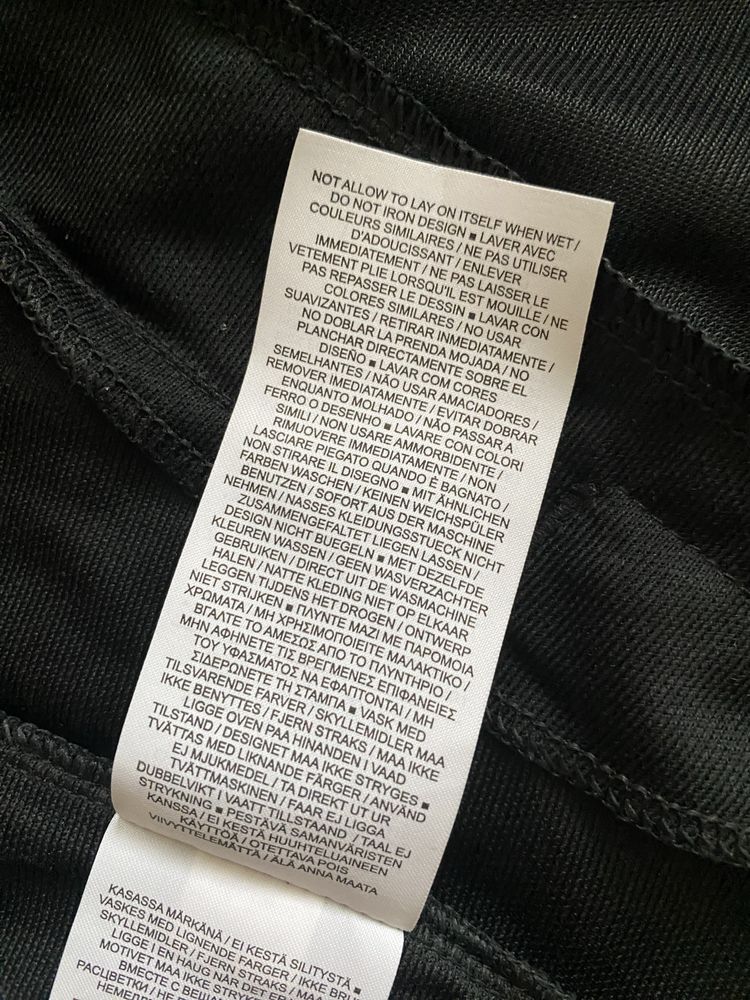 NOT ALLOW TO LAY ON ITSELF WHEN WET /
DO NOT IRON DESIGN ■ LAVER AVEC
COULEURS SIMILAIRES / NE PAS UTILISER
D'ADOUCISSANT / ENLEVER
IMMEDIATEMENT / NE PAS LAISSER LE
VETEMENT PLIE LORSQU'IL EST MOUILLE / NE
PAS REPASSER LE DESSIN ■ LAVAR CON
COLORES SIMILARES / NO USAR
SUAVIZANTES / RETIRAR INMEDIATAMENTE /
NO DOBLAR LA PRENDA MOJADA / NO
PLANCHAR DIRECTAMENTE SOBRE EL
DISEÑO ■ LAVAR COM CORES
SEMELHANTES / NÃO USAR AMACIADORES /
REMOVER IMEDIATAMENTE / EVITAR DOBRAR
ENQUANTO MOLHADO / NÃO PASSAR A
FERRO O DESENHO ■ LAVARE CON COLORI
SIMILI / NON USARE AMMORBIDENTE /
RIMUOVERE IMMEDIATAMENTE / NON
LASCIARE PIEGATO QUANDO È BAGNATO /
NON STIRARE IL DISEGNO ■ MIT ÄHNLICHEN
FARBEN WASCHEN / KEINEN WEICHSPÜLER
BENUTZEN / SOFORT AUS DER MASCHINE
NEHMEN / NASSES KLEIDUNGSSTUECK NICHT
ZUSAMMENGEFALTET LIEGEN LASSEN /
DESIGN NICHT BUEGELN ■ MET DEZELFDE
KLEUREN WASSEN / GEEN WASVERZACHTER
GEBRUIKEN / DIRECT UIT DE WASMACHINE
HALEN / NATTE KLEDING NIET OP ELKAAR
LEGGEN TIJDENS HET DROGEN / ONTWERP
NIET STRIJKEN ■ ΠΛΥΝΤΕ ΜΑΖΙ ΜΕ ΠΑΡΟΜΟΙΑ
ΧΡΩΜΑΤΑ / ΜΗ ΧΡΗΣΙΜΟΠΟΙΕΙΤΕ ΜΑΛΑΚΤΙΚΟ /
ΒΓΑΛΤΕ ΤΟ ΑΜΕΣΩΣ ΑΠΟ ΤΟ ΠΛΥΝΤΗΡΙΟ /
ΜΗΝ ΑΦΗΝΕΤΕ ΤΙΣ ΒΡΕΓΜΕΝΕΣ ΕΠΙΦΑΝΕΙΕΣ
ΤΟΥ ΥΦΑΣΜΑΤΟΣ ΝΑ ΕΦΑΠΤΟΝΤΑΙ / ΜΗ
ΣΙΔΕΡΩΝΕΤΕ ΤΗ ΣΤΑΜΠΑ ■ VASK MED
TILSVARENDE FARVER / SKYLLEMIDLER MAA
IKKE BENYTTES / FJERN STRAKS / MAA IKKE
LIGGE OVEN PAA HINANDEN I VAAD
TILSTAND / DESIGNET MAA IKKE STRYGES ■
TVÄTTAS MED LIKNANDE FÄRGER / ANVÄND
EJ MJUKMEDEL / TA DIREKT UT UR
TVÄTTMASKINEN / FAAR EJ LIGGA
DUBBELVIKT I VAATT TILLSTAAND / TAAL EJ
STRYKNING ■ PESTÄVÄ SAMANVÄRISTEN
KANSSA / EI KESTÄ HUUHTELUAINEEN
KÄYTTÖÄ / OTETTAVA POIS
VIIVYTTELEMÄTTÄ / ÄLÄ ANNA MAATA
KASASSA MÄRKÄNÄ / EI KESTÄ SILITYSTÄ ■
VASKES MED LIGNENDE FARGER / IKKE BRU
SKYLLEMIDLER / FJERN STRAKS / MAA
LIGGE I EN HAUG NÅR DET ER
MOTIVET MAA IKKE STRYK
ВМЕСТЕ С ВЕЩА
РАСЦВЕТКИ / НЕ
НЕМЕДЛ